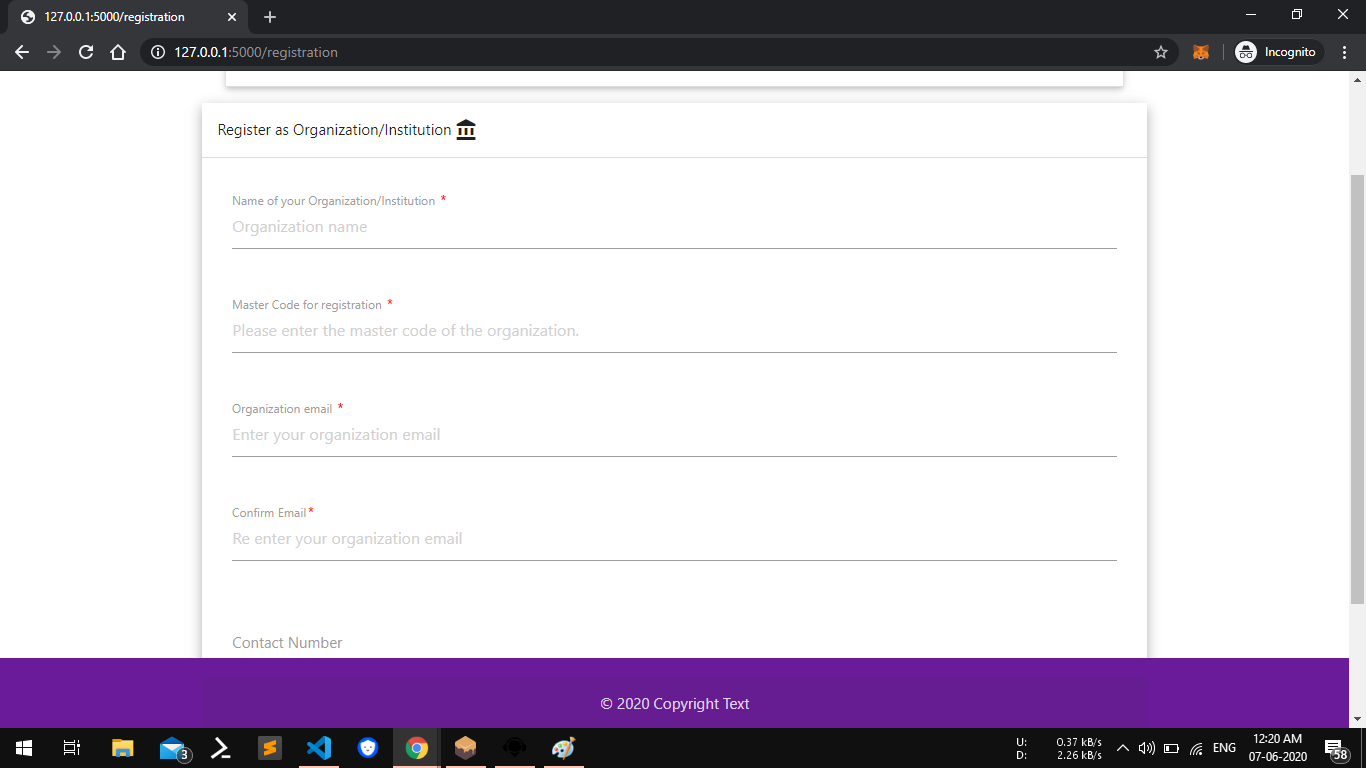 127.0.0.1:5000/registration
127.0.0.1:5000/registration
Incognito
Register as Organization/Institution
Name of your Organization/Institution *
Organization name
Master Code for registration *
Please enter the master code of the organization.
Organization email *
Enter your organization email
Confirm Email*
Re enter your organization email
Contact Number
© 2020 Copyright Text
3
U: 0.37 kB/s
D: 2.26 kB/s
ENG
12:20 AM
07-06-2020
58